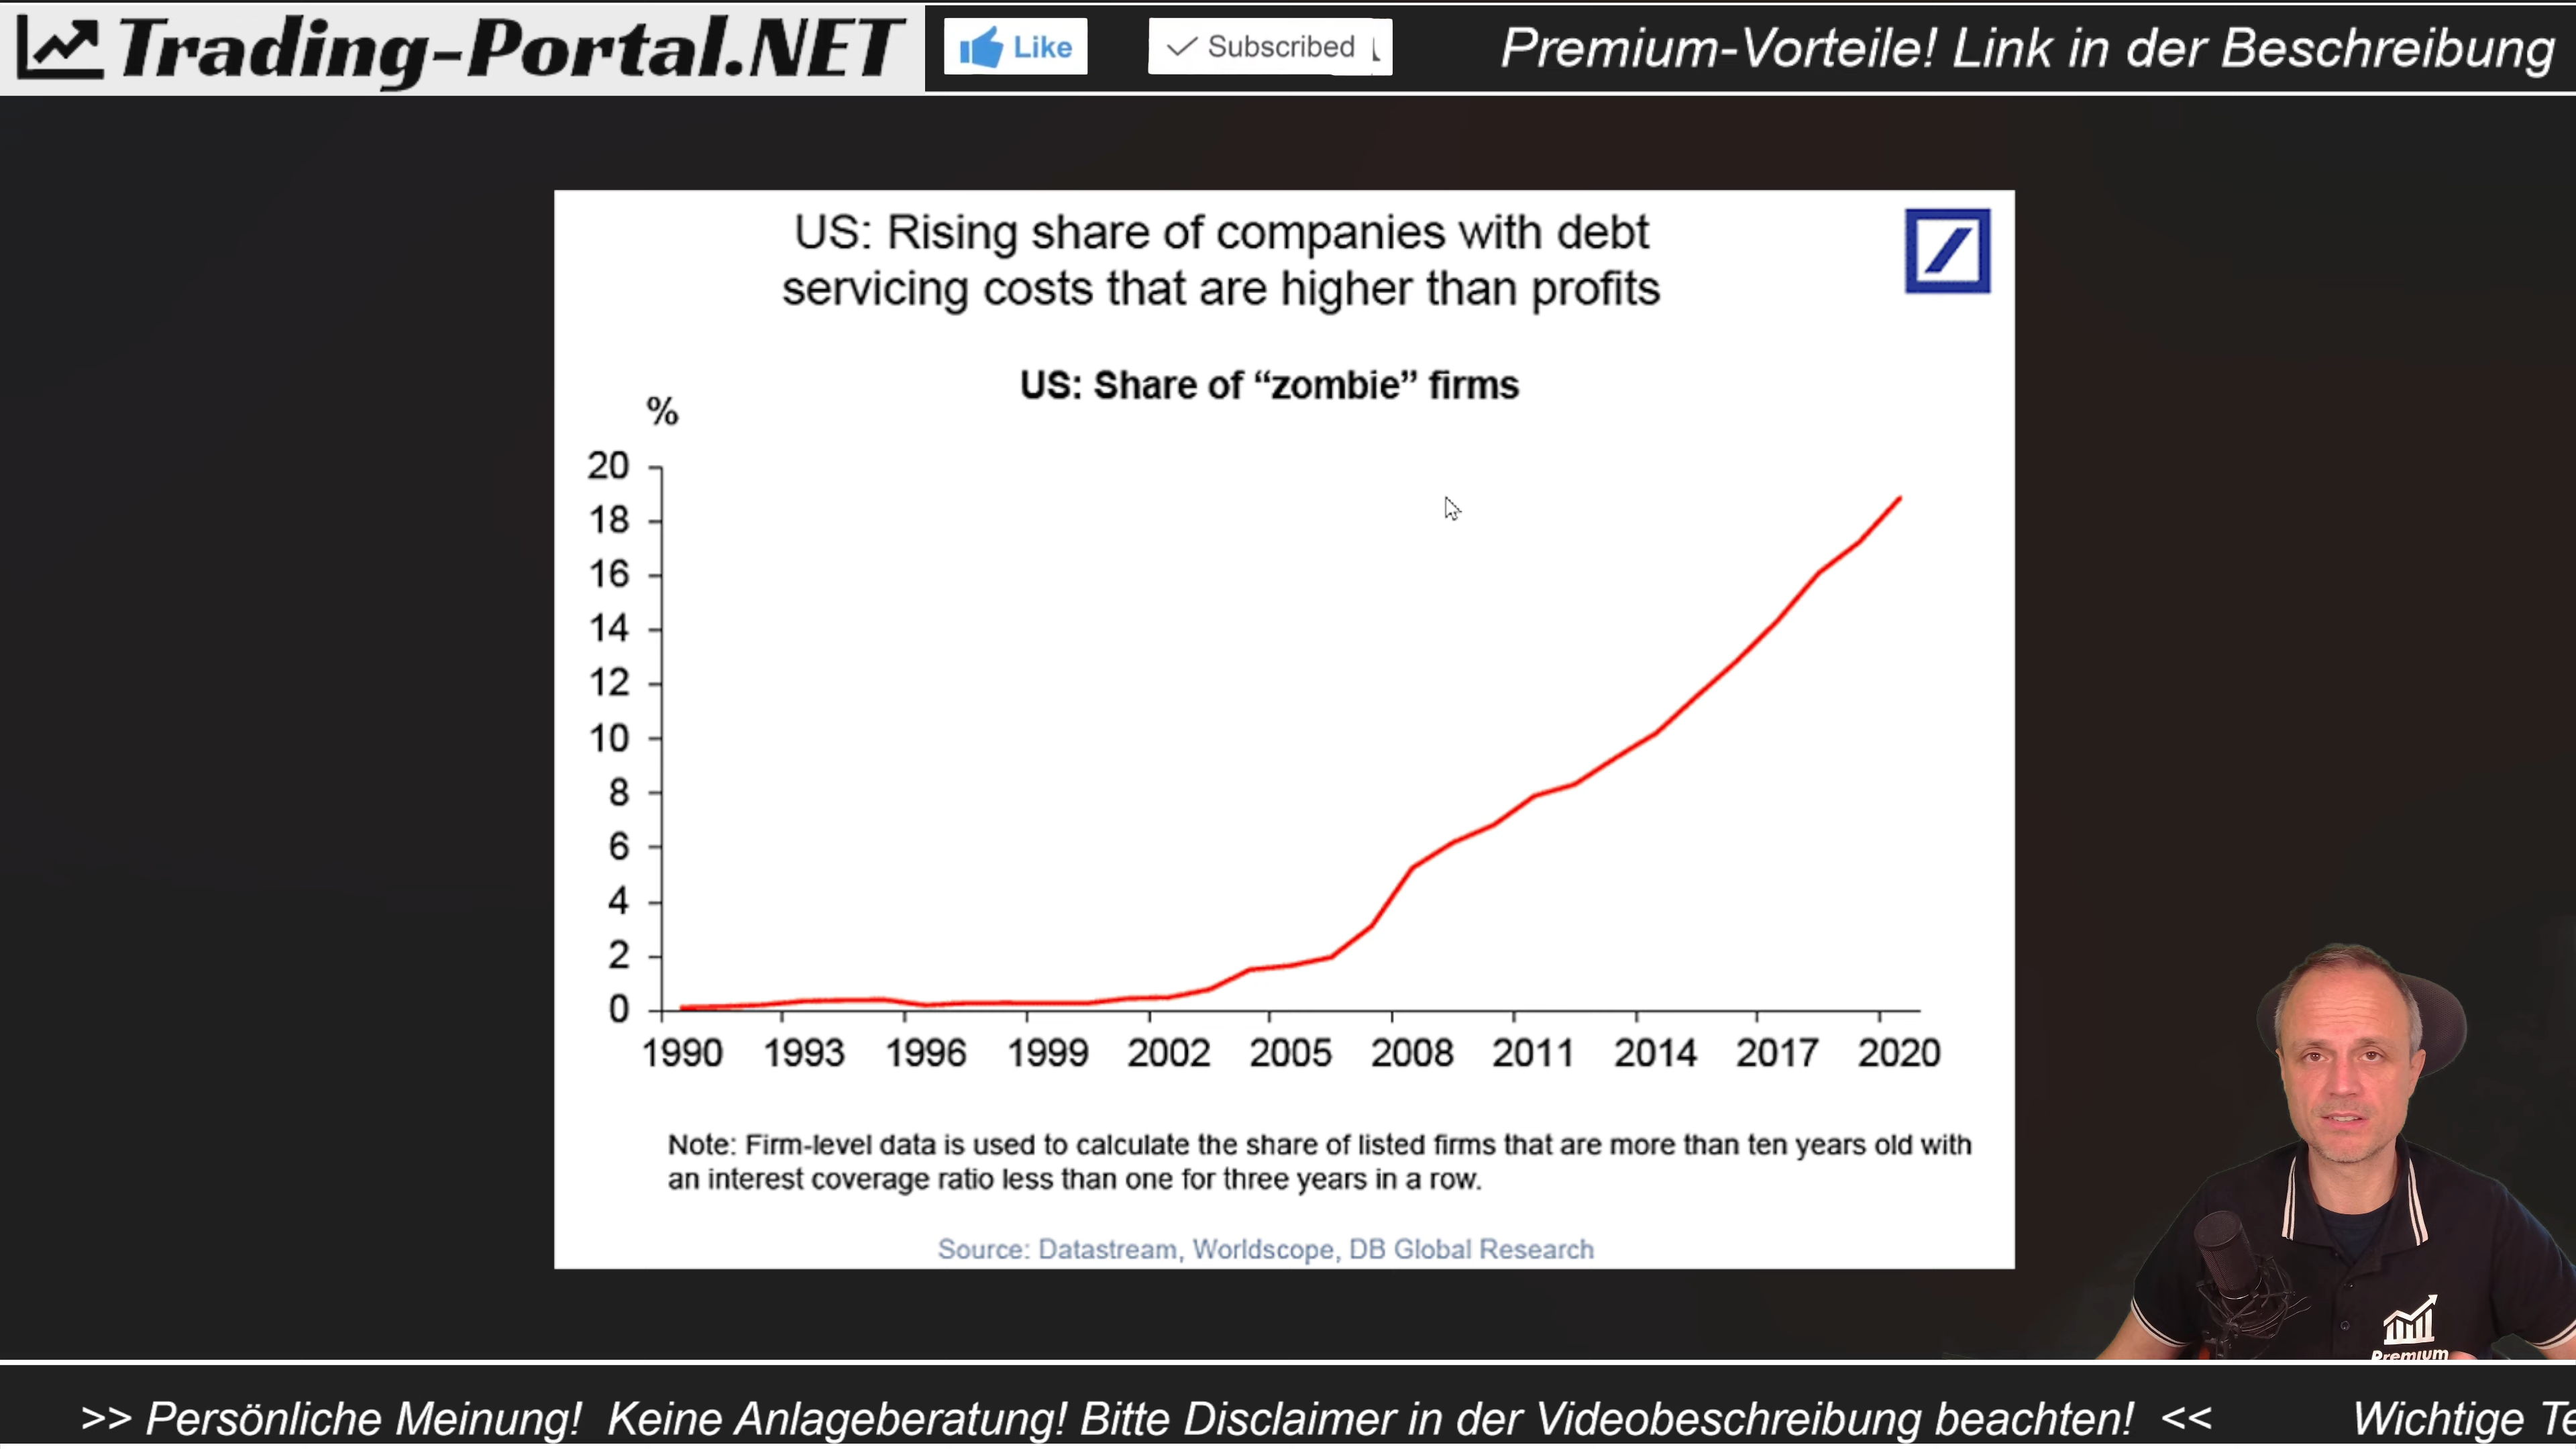 Trading-Portal.NET
Like
Subscribed
Premium-Vorteile! Link in der Beschreibung
US: Rising share of companies with debt
servicing costs that are higher than profits
US: Share of “zombie” firms
%
20
18
16
14
12
10
8
6
4
2
0
1990 1993 1996 1999 2002 2005 2008 2011 2014 2017 2020
Note: Firm-level data is used to calculate the share of listed firms that are more than ten years old with
an interest coverage ratio less than one for three years in a row.
Source: Datastream, Worldscope, DB Global Research
Premium
>> Persönliche Meinung! Keine Anlageberatung! Bitte Disclaimer in der Videobeschreibung beachten! << Wichtige